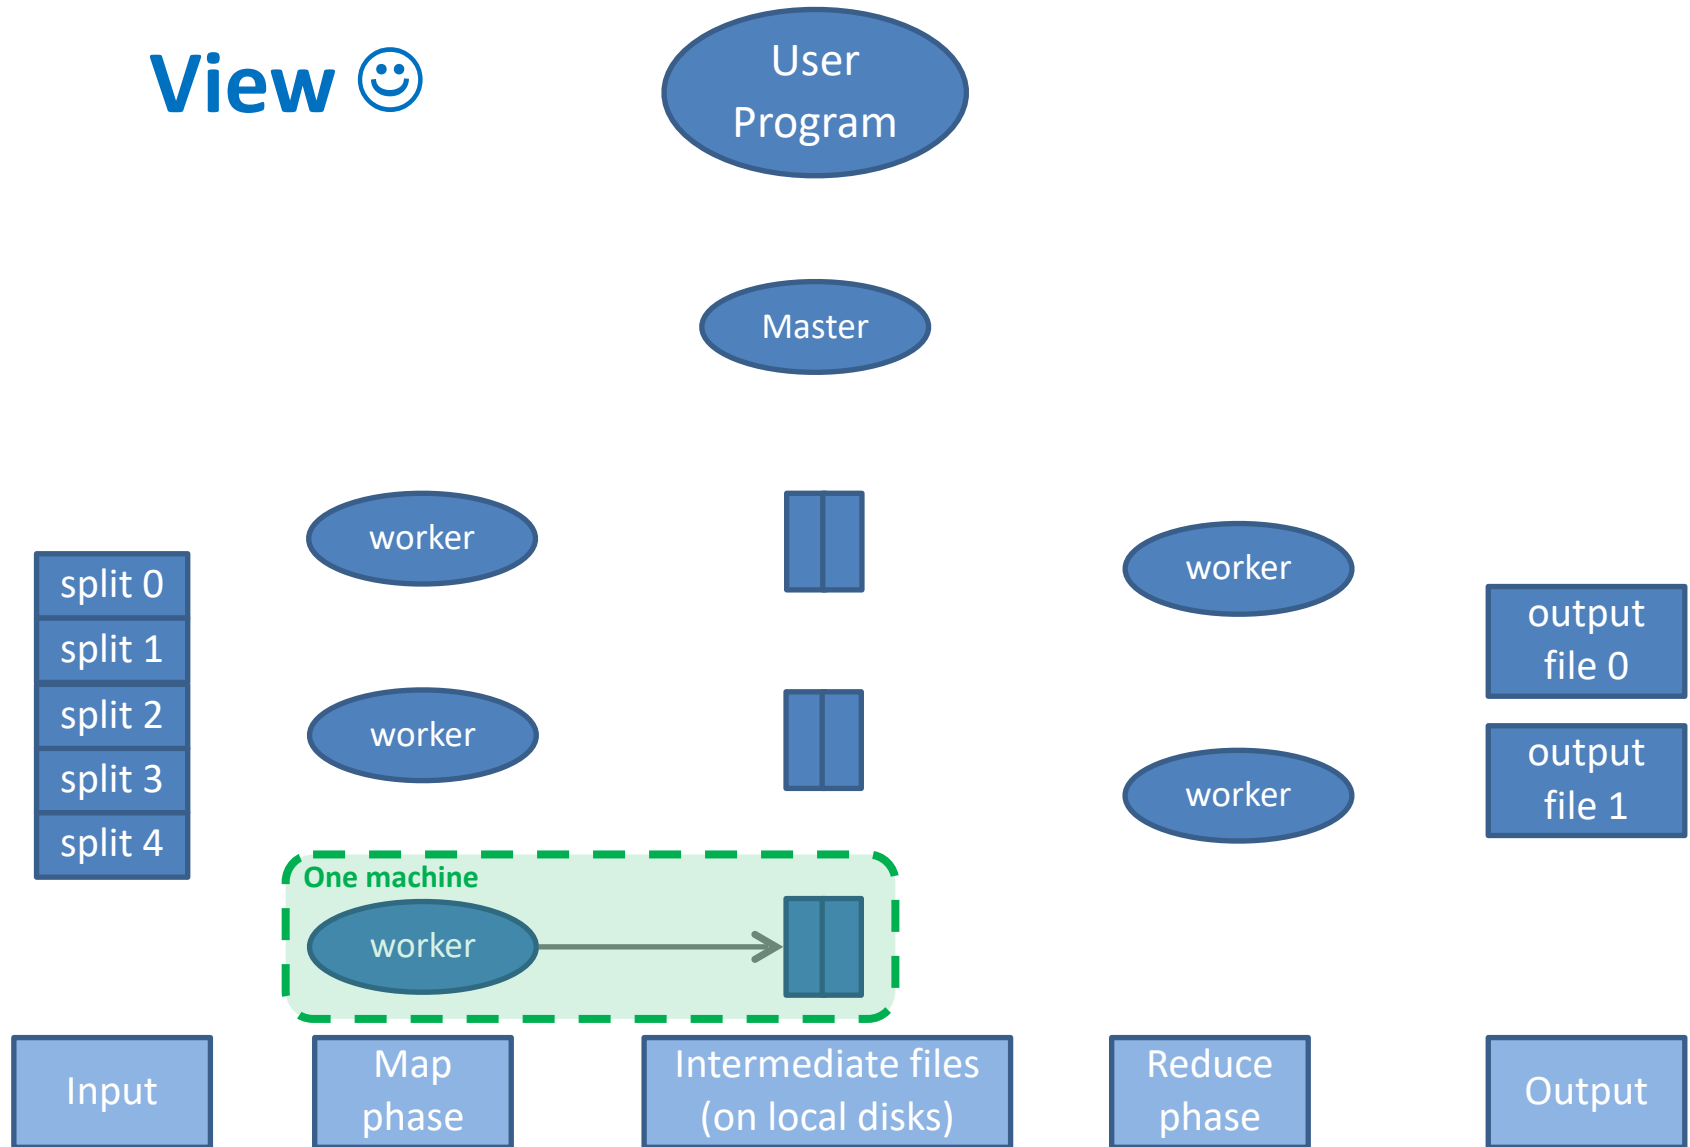 View ☺
User
Program
Master
worker
worker
split 0
split 1
split 2
split 3
split 4
worker
worker
output
file 0
output
file 1
One machine
worker
Input
Map
phase
Intermediate files
(on local disks)
Reduce
phase
Output